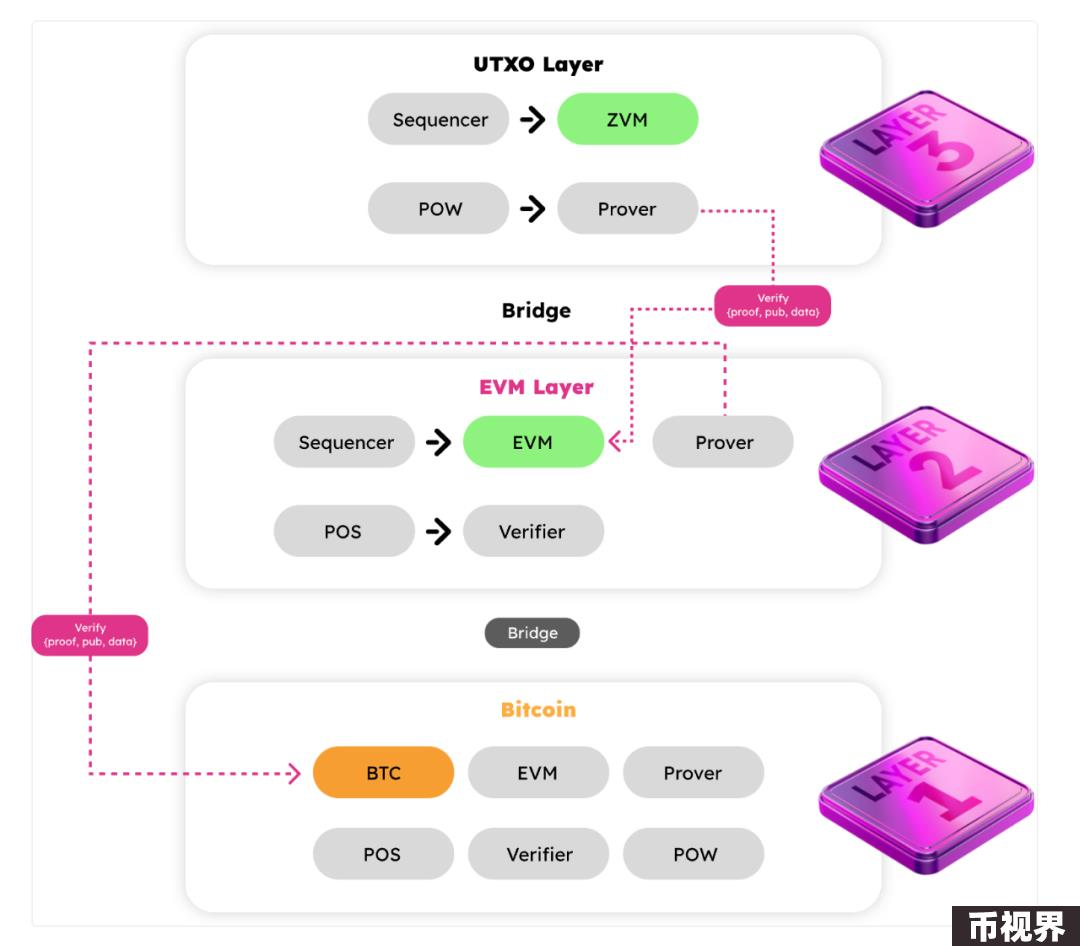 UTXO Layer
Sequencer
ZVM
POW
Prover
LAYER
3
Verify
{proof, pub, data}
Bridge
EVM Layer
Sequencer
EVM
Prover
POS
Verifier
LAYER
2
Verify
{proof, pub, data}
Bridge
Bitcoin
BTC
EVM
Prover
POS
Verifier
POW
LAYER
1
币视界